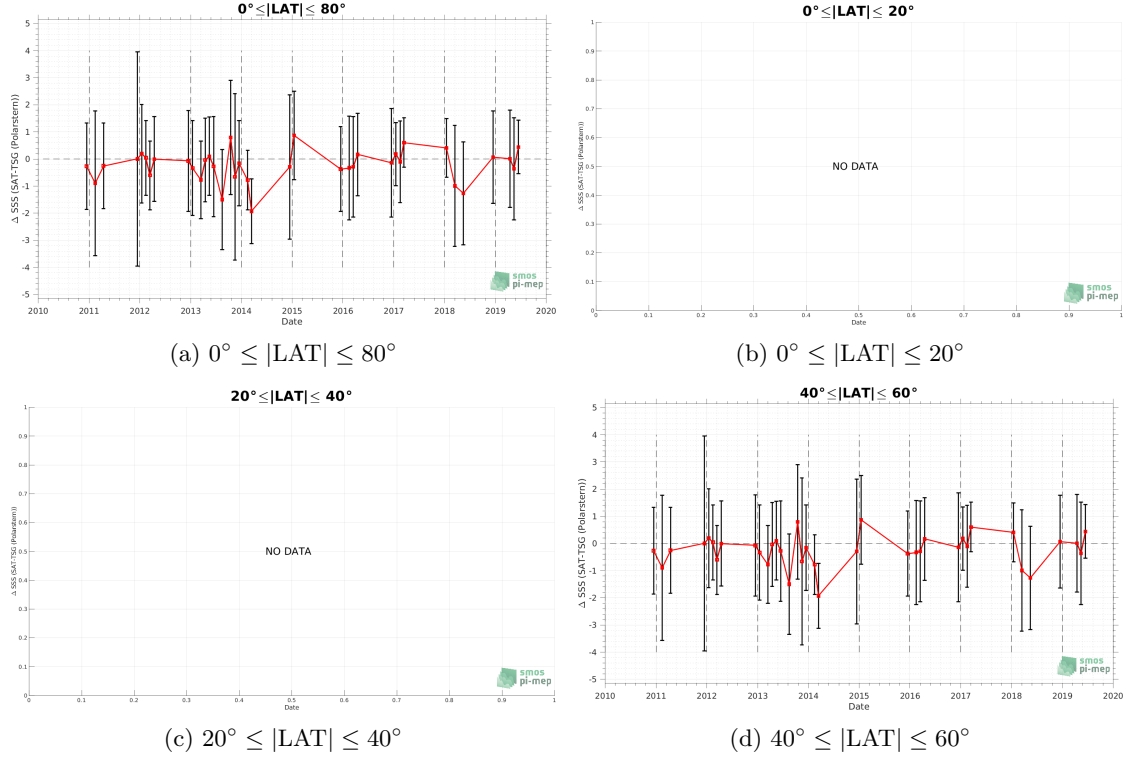 0°≤|LAT|≤ 80°
5
4
3
2
1
0
-1
-2
-3
-4
-5
Δ SSS (SAT-TSG (Polarstern))
2010 2011 2012 2013 2014 2015 2016 2017 2018 2019 2020
Date
smos
pi-mep
(a) 0° ≤ |LAT| ≤ 80°
0°≤|LAT|≤ 20°
1
0.9
0.8
0.7
0.6
0.5
0.4
0.3
0.2
0.1
0
Δ SSS (SAT-TSG (Polarstern))
NO DATA
0 0.1 0.2 0.3 0.4 0.5 0.6 0.7 0.8 0.9 1
Date
smos
pi-mep
(b) 0° ≤ |LAT| ≤ 20°
20°≤|LAT|≤ 40°
1
0.9
0.8
0.7
0.6
0.5
0.4
0.3
0.2
0.1
0
Δ SSS (SAT-TSG (Polarstern))
NO DATA
0 0.1 0.2 0.3 0.4 0.5 0.6 0.7 0.8 0.9 1
Date
smos
pi-mep
(c) 20° ≤ |LAT| ≤ 40°
40°≤|LAT|≤ 60°
5
4
3
2
1
0
-1
-2
-3
-4
-5
Δ SSS (SAT-TSG (Polarstern))
2010 2011 2012 2013 2014 2015 2016 2017 2018 2019 2020
Date
smos
pi-mep
(d) 40° ≤ |LAT| ≤ 60°